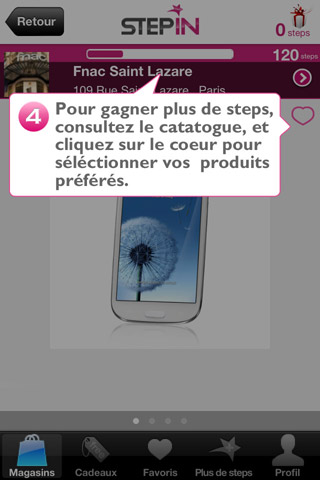 Retour
STEPIN
0 steps
120 steps
fnac
Fnac Saint Lazare
109 Rue Saint Lazare, Paris
4
Pour gagner plus de steps,
consultez le catatogue, et
cliquez sur le coeur pour
séléctionner vos produits
préférés.
Magasins
Cadeaux
Favoris
Plus de steps
Profil